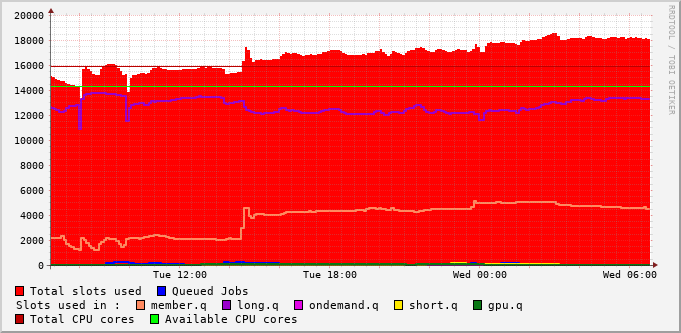 20000
18000
16000
14000
12000
10000
8000
6000
4000
2000
0
Tue 12:00 Tue 18:00 Wed 00:00 Wed 06:00
Total slots used Queued Jobs
Slots used in : member.q long.q ondemand.q short.q gpu.q
Total CPU cores Available CPU cores
RRDTOOL / TOBI OETIKER